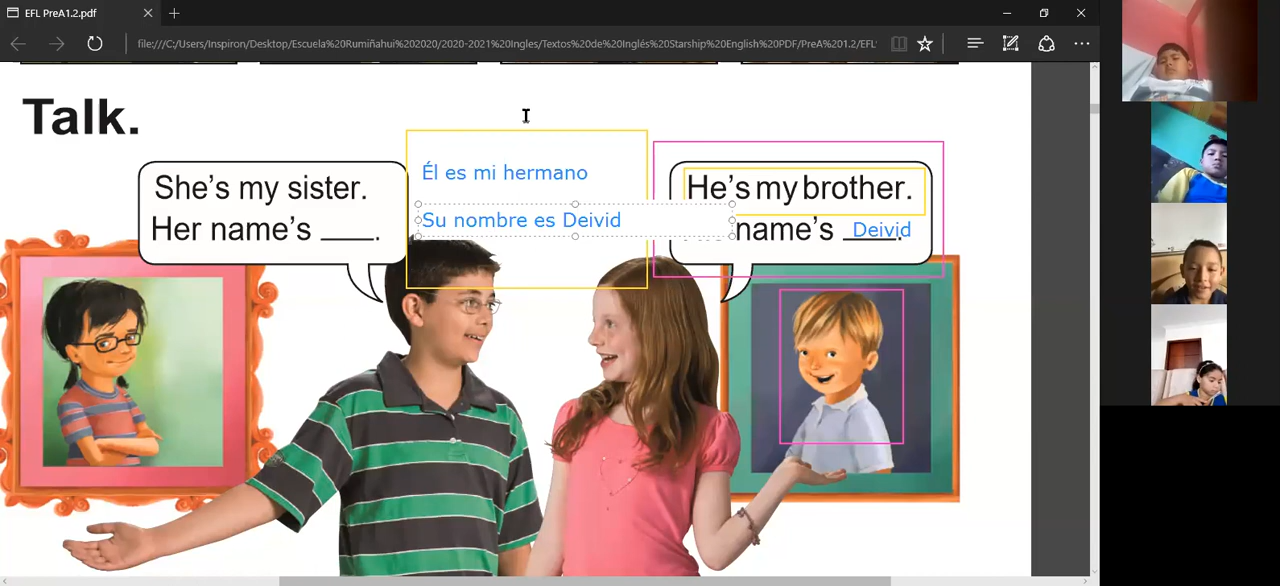 EFL PreA1.2.pdf
file:///C:/Users/Inspiron/Desktop/Escuela%20Rumiñahui%202020/2020-2021%20Ingles/Textos%20de%20Inglés%20Starship%20English%20PDF/PreA%201.2/EFL'
Talk.
She's my sister.
Her name's ____.
Él es mi hermano
Su nombre es Deivid
He's my brother.
name's Deivid.